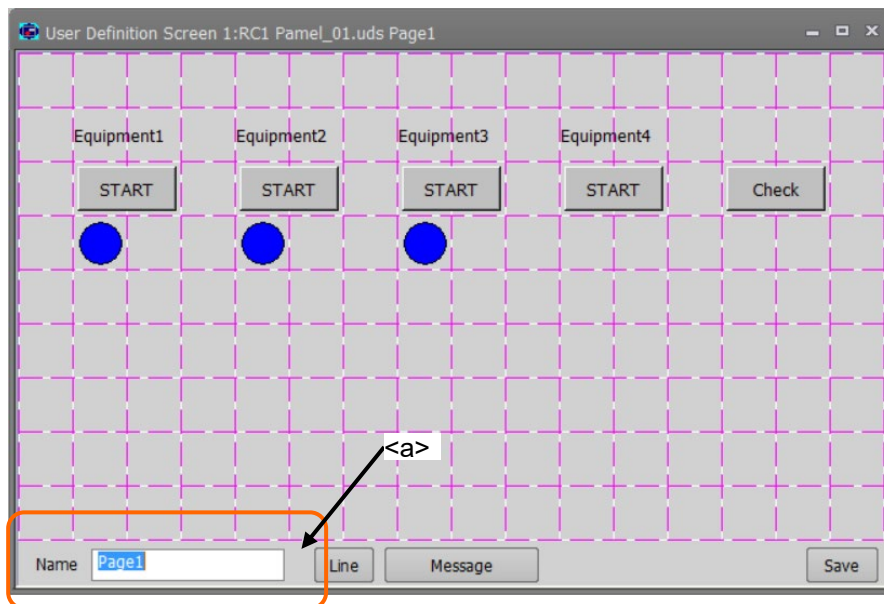 User Definition Screen 1:RC1 Pamel_01.uds Page1
Equipment1 Equipment2 Equipment3 Equipment4
START START START START Check
<a>
Name Page1 Line Message Save